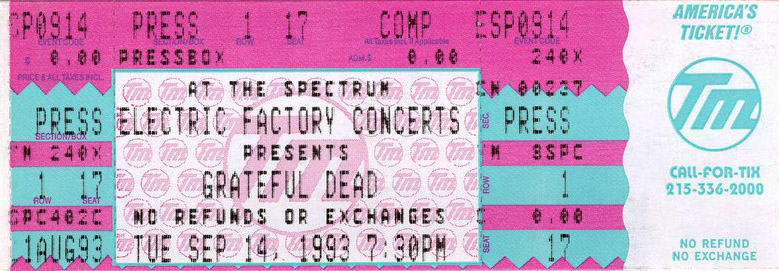 SP0914 PRESS 1 17 COMP ESP0914
EVENT CODE SECTION/BOX ROW SEAT All Taxes Incl. if Applicable EVENT CODE
$ 0.00 PRESSBOX ADM.$ 0.00 240X
PRICE & ALL TAXES INCL.
AT THE SPECTRUM CN 00227
PRESS ELECTRIC FACTORY CONCERTS SEC. PRESS
SECTION/BOX
TM 240X PRESENTS M 8SPC
1 17 GRATEFUL DEAD ROW 1
ROW SEAT
SPC402C NO REFUNDS OR EXCHANGES 0.00
1AUG93 TUE SEP 14, 1993 7:30PM SEAT 17
AMERICA'S
TICKET!®
Tm
CALL-FOR-TIX
215-336-2000
NO REFUND
NO EXCHANGE